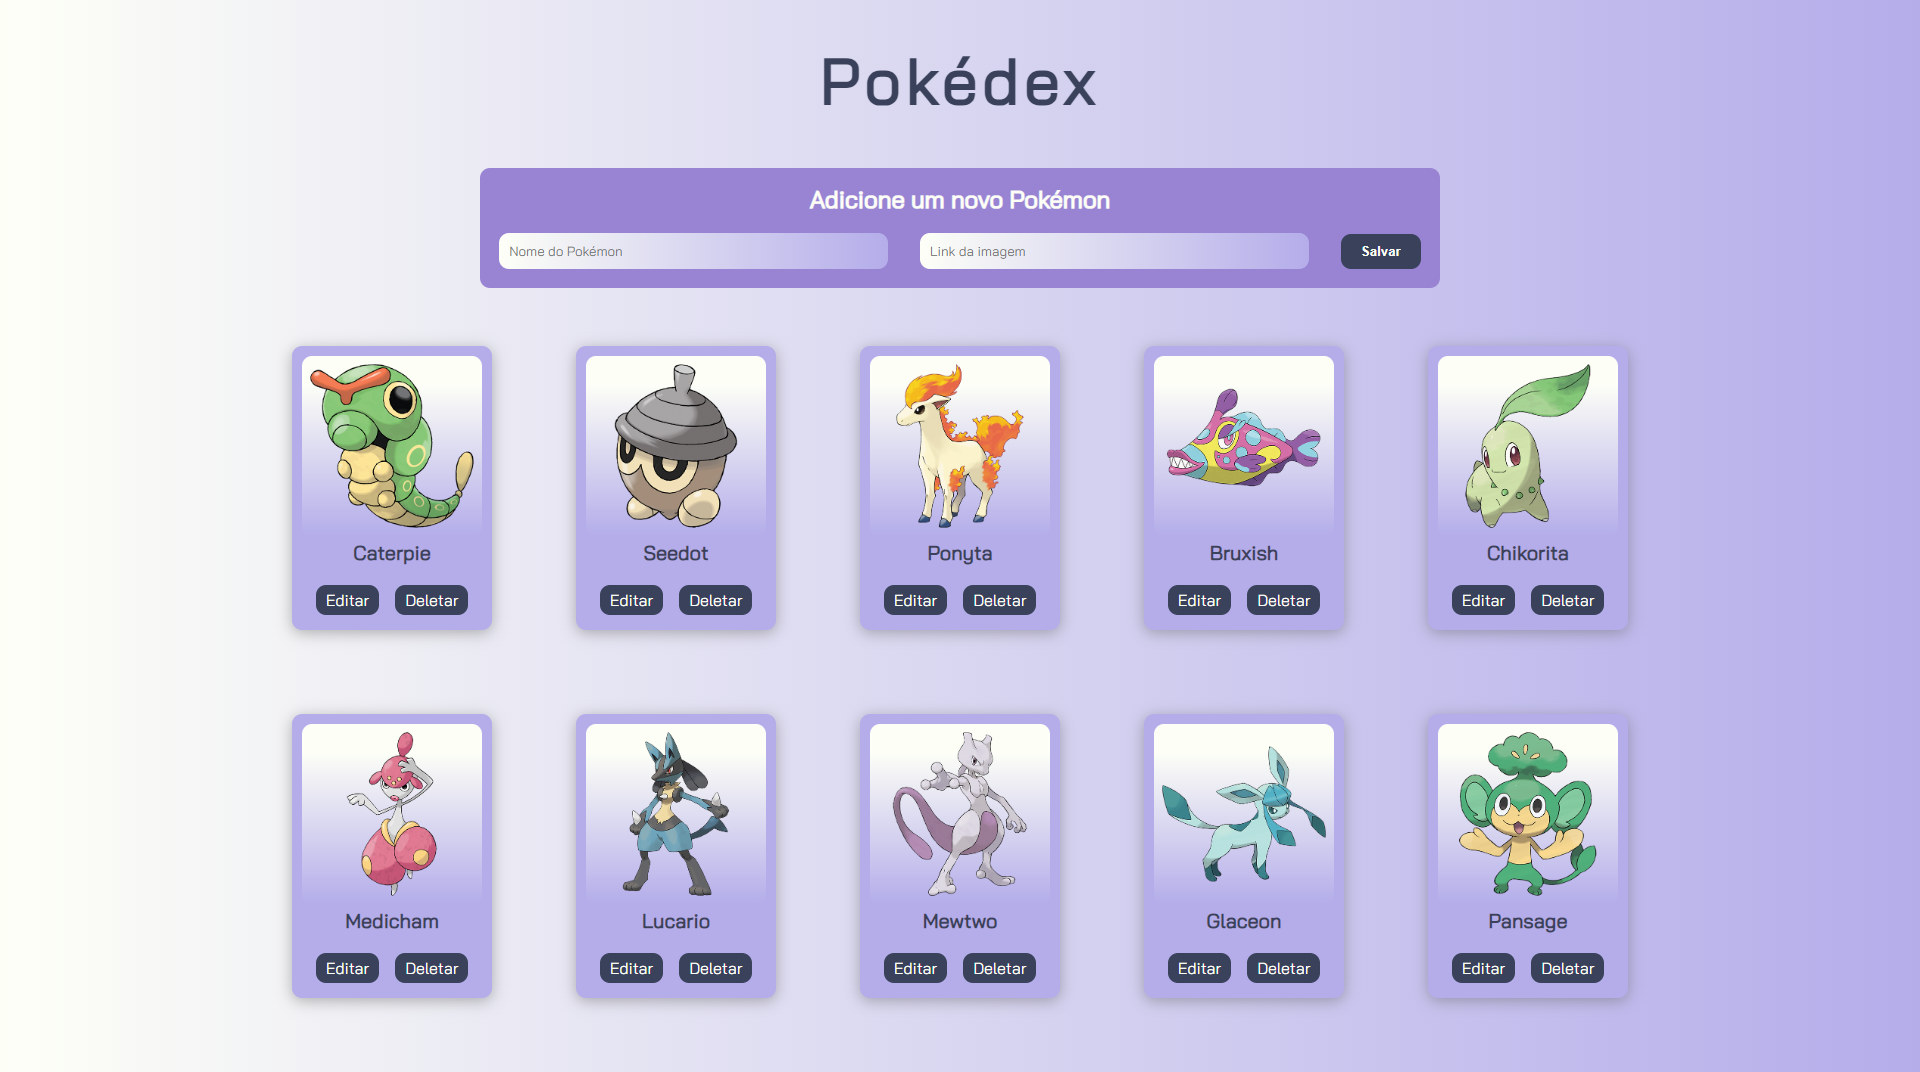 Pokédex
Adicione um novo Pokémon
Nome do Pokémon Link da imagem Salvar
Caterpie Seedot Ponyta Bruxish Chikorita
Editar Deletar Editar Deletar Editar Deletar Editar Deletar Editar Deletar
Medicham Lucario Mewtwo Glaceon Pansage
Editar Deletar Editar Deletar Editar Deletar Editar Deletar Editar Deletar